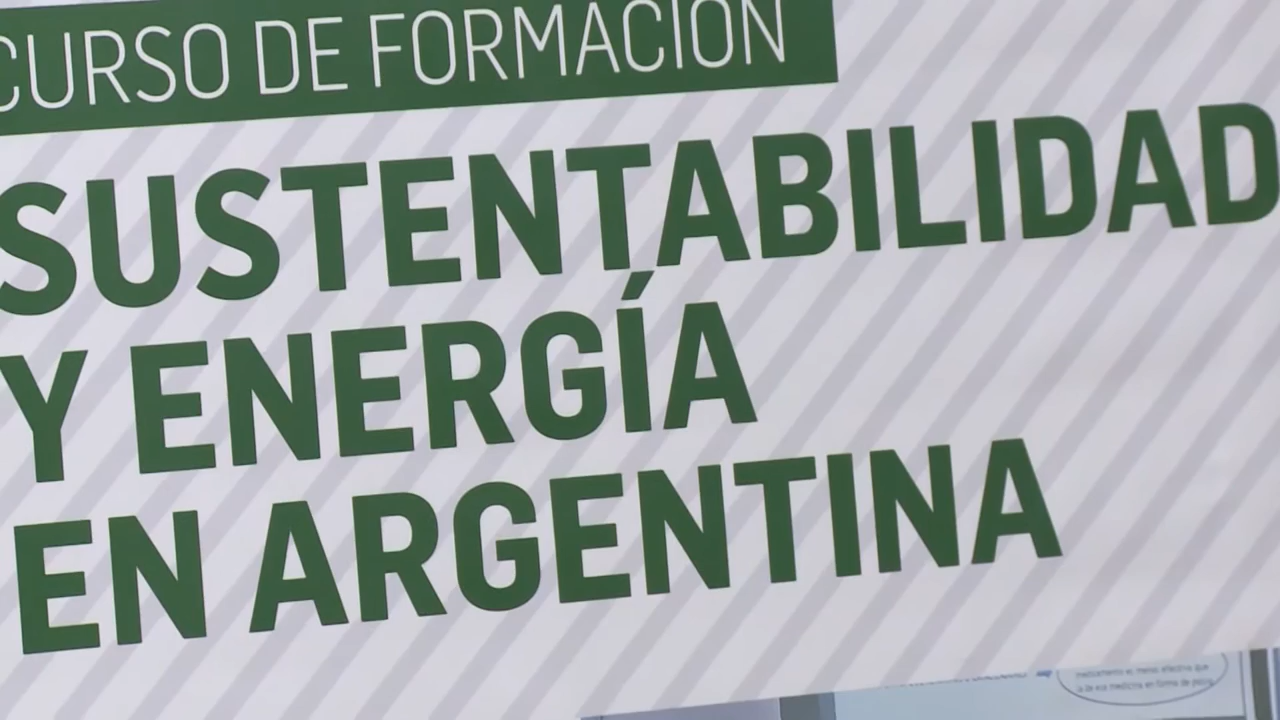 CURSO DE FORMACIÓN
SUSTENTABILIDAD
Y ENERGÍA
EN ARGENTINA